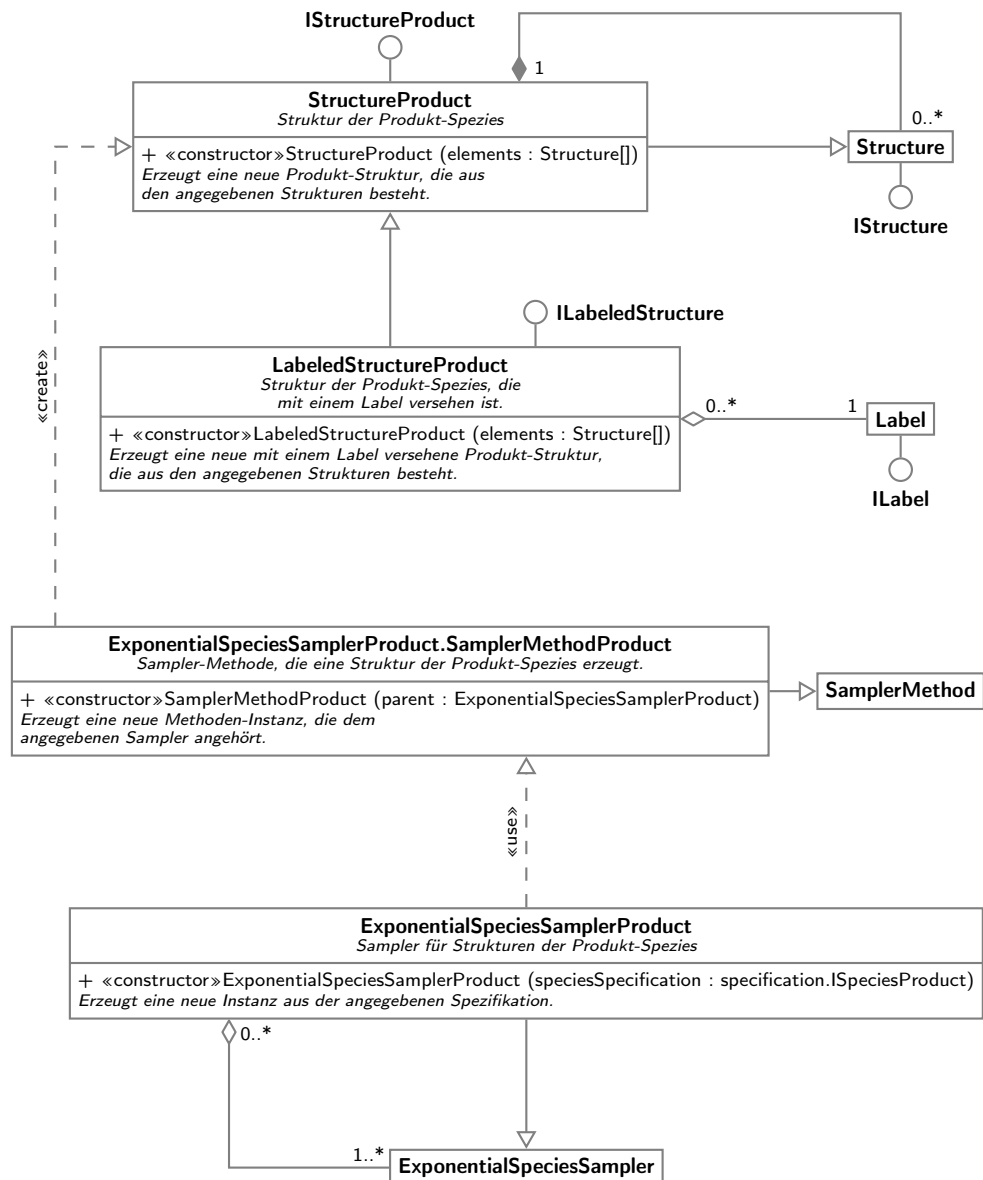 IStructureProduct
1
StructureProduct
Struktur der Produkt-Spezies
+ «constructor»StructureProduct (elements : Structure[])
Erzeugt eine neue Produkt-Struktur, die aus
den angegebenen Strukturen besteht.
0..*
Structure
IStructure
«create»
ILabeledStructure
LabeledStructureProduct
Struktur der Produkt-Spezies, die
mit einem Label versehen ist.
+ «constructor»LabeledStructureProduct (elements : Structure[])
Erzeugt eine neue mit einem Label versehene Produkt-Struktur,
die aus den angegebenen Strukturen besteht.
0..*
1
Label
ILabel
ExponentialSpeciesSamplerProduct.SamplerMethodProduct
Sampler-Methode, die eine Struktur der Produkt-Spezies erzeugt.
+ «constructor»SamplerMethodProduct (parent : ExponentialSpeciesSamplerProduct)
Erzeugt eine neue Methoden-Instanz, die dem
angegebenen Sampler angehört.
SamplerMethod
«use»
ExponentialSpeciesSamplerProduct
Sampler für Strukturen der Produkt-Spezies
+ «constructor»ExponentialSpeciesSamplerProduct (speciesSpecification : specification.ISpeciesProduct)
Erzeugt eine neue Instanz aus der angegebenen Spezifikation.
0..*
1..*
ExponentialSpeciesSampler